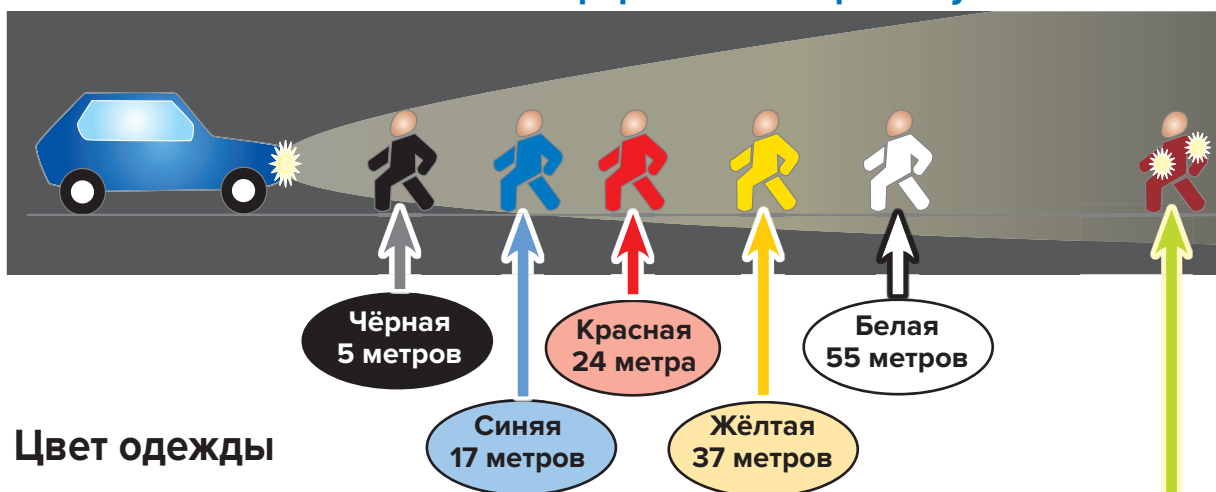 Чёрная
5 метров
Красная
24 метра
Белая
55 метров
Синяя
17 метров
Жёлтая
37 метров
Цвет одежды